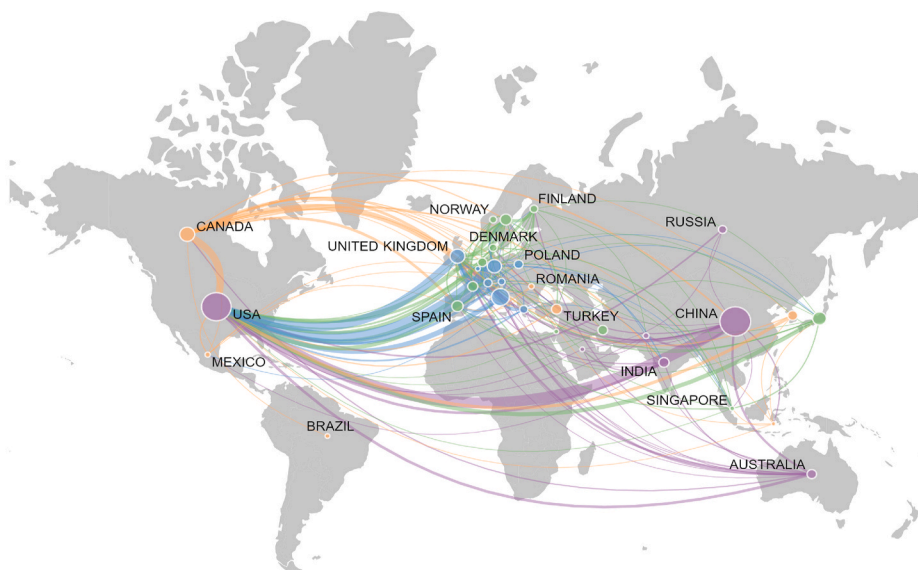 NORWAY
FINLAND
CANADA
RUSSIA
DENMARK
UNITED KINGDOM
POLAND
ROMANIA
USA
SPAIN
TURKEY
CHINA
MEXICO
INDIA
SINGAPORE
BRAZIL
AUSTRALIA